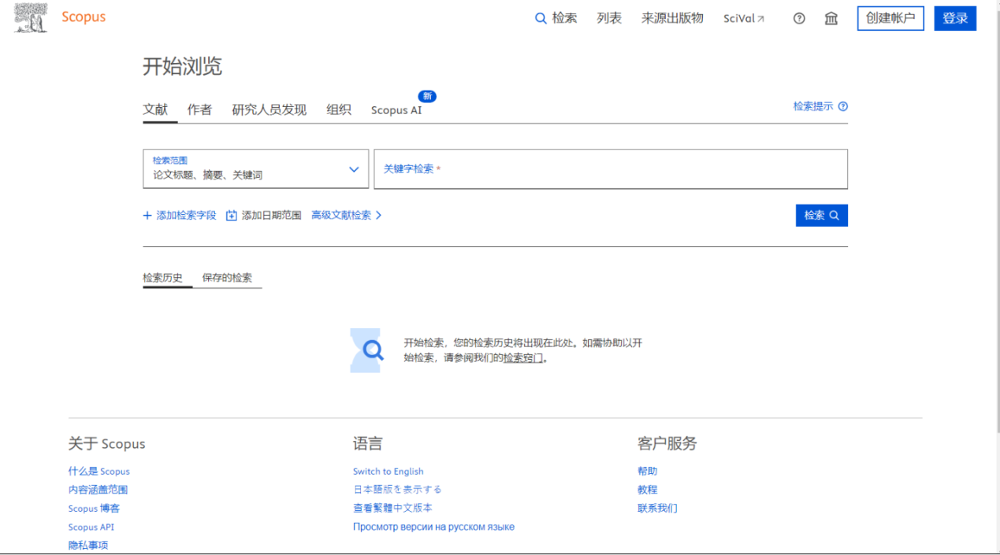 Scopus
检索 列表 来源出版物 SciVal 创建帐户 登录
开始浏览
文献 作者 研究人员发现 组织 Scopus AI 新
检索提示
检索范围
论文标题、摘要、关键词
关键字检索 *
添加检索字段 添加日期范围 高级文献检索
检索
检索历史 保存的检索
开始检索，您的检索历史将出现在此处。如需协助以开
始检索，请参阅我们的检索窍门。
关于 Scopus
什么是 Scopus
内容涵盖范围
Scopus 博客
Scopus API
隐私事项
语言
Switch to English
日本語版を表示する
查看繁體中文版本
Просмотр версии на русском языке
客户服务
帮助
教程
联系我们